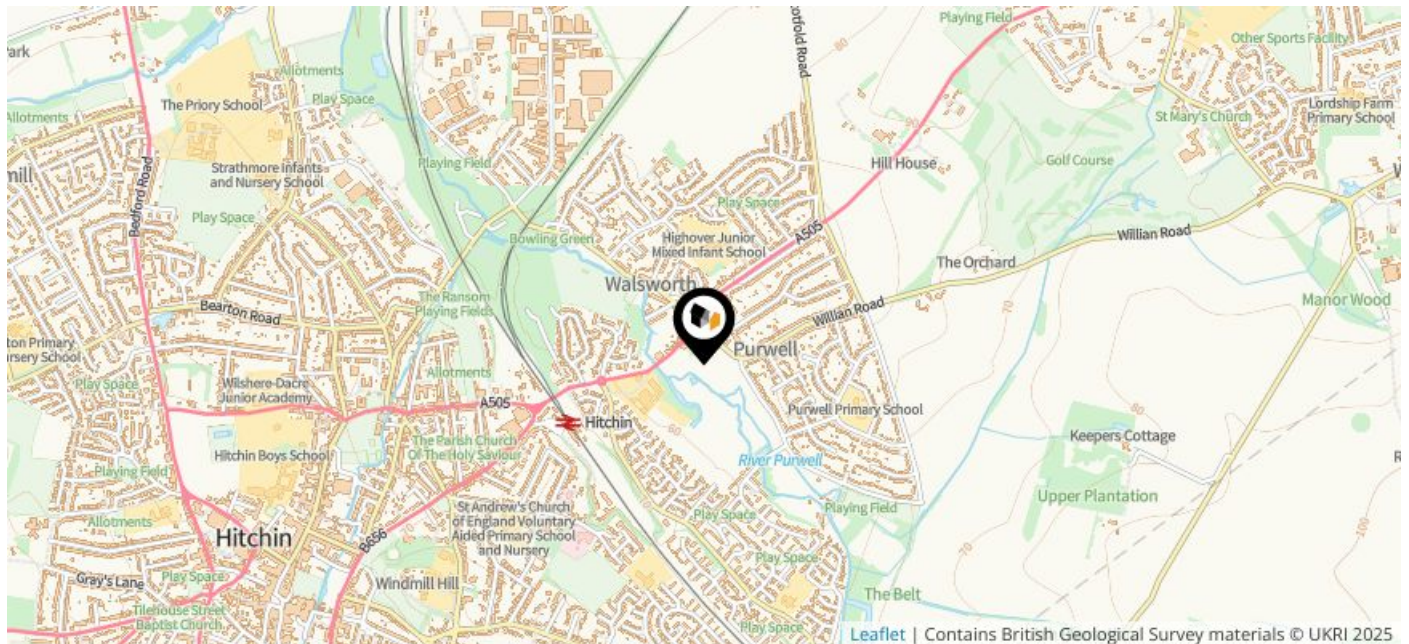 Playing Field
Other Sports Facility
Park
Allotments
The Priory School
Play Space
Lordship Farm
Primary School
Allotments
St Mary's Church
Strathmore Infants
and Nursery School
Playing Field
Hill House
Golf Course
mill
Bedford Road
Play Space
Play Space
A505
Willian Road
Bowling Green
Highover Junior
Mixed Infant School
The Orchard
Walsworth
The Ransom
Playing Fields
Manor Wood
Bearton Road
Willian Road
ton Primary
ursery School
Purwell
Play Space
Allotments
Wilshere-Dacre
Junior Academy
A505
Purwell Primary School
Hitchin
The Parish Church
Of The Holy Saviour
Keepers Cottage
Hitchin Boys School
River Purwell
Playing Field
Upper Plantation
Allotments
St Andrew's Church
of England Voluntary
Aided Primary School
and Nursery
Play Space
Playing Field
Hitchin
B656
Play Space
Gray's Lane
Play Space
Windmill Hill
The Belt
Tilehouse Street
Baptist Church
Play Space
Leaflet | Contains British Geological Survey materials © UKRI 2025